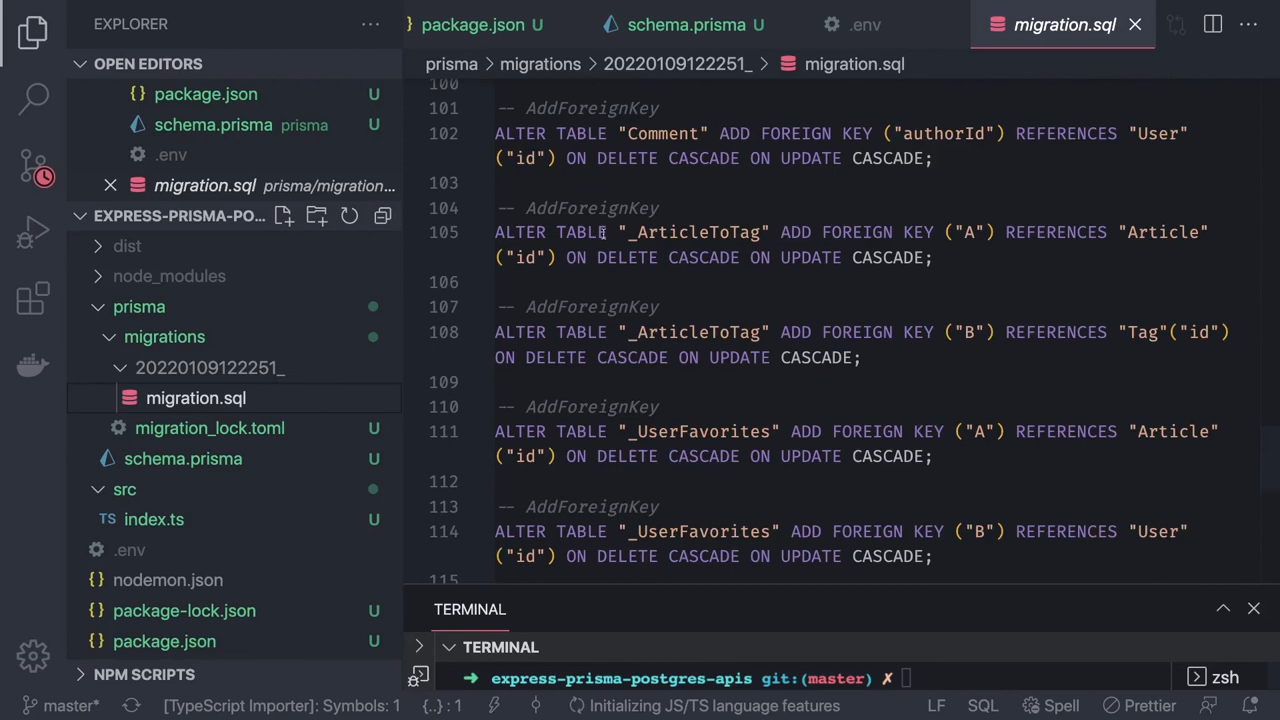 EXPLORER
OPEN EDITORS
package.json U
schema.prisma prisma U
.env
migration.sql prisma/migration...
EXPRESS-PRISMA-PO...
dist
node_modules
prisma
migrations
20220109122251_
migration.sql
migration_lock.toml U
schema.prisma U
src
TS index.ts U
.env
nodemon.json
package-lock.json U
package.json U
NPM SCRIPTS
package.json U schema.prisma U .env migration.sql
prisma > migrations > 20220109122251_ > migration.sql
100
101 -- AddForeignKey
102 ALTER TABLE "Comment" ADD FOREIGN KEY ("authorId") REFERENCES "User"
("id") ON DELETE CASCADE ON UPDATE CASCADE;
103
104 -- AddForeignKey
105 ALTER TABLE "_ArticleToTag" ADD FOREIGN KEY ("A") REFERENCES "Article"
("id") ON DELETE CASCADE ON UPDATE CASCADE;
106
107 -- AddForeignKey
108 ALTER TABLE "_ArticleToTag" ADD FOREIGN KEY ("B") REFERENCES "Tag"("id")
ON DELETE CASCADE ON UPDATE CASCADE;
109
110 -- AddForeignKey
111 ALTER TABLE "_UserFavorites" ADD FOREIGN KEY ("A") REFERENCES "Article"
("id") ON DELETE CASCADE ON UPDATE CASCADE;
112
113 -- AddForeignKey
114 ALTER TABLE "_UserFavorites" ADD FOREIGN KEY ("B") REFERENCES "User"
("id") ON DELETE CASCADE ON UPDATE CASCADE;
115
TERMINAL
TERMINAL
→ express-prisma-postgres-apis git:(master) ✗
zsh
master* [TypeScript Importer]: Symbols: 1 {..} : 1 Initializing JS/TS language features LF SQL Spell Prettier